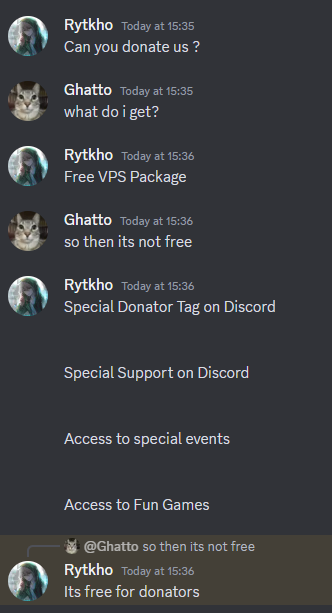 Rytkho Today at 15:35
Can you donate us ?
Ghatto Today at 15:35
what do i get?
Rytkho Today at 15:36
Free VPS Package
Ghatto Today at 15:36
so then its not free
Rytkho Today at 15:36
Special Donator Tag on Discord
Special Support on Discord
Access to special events
Access to Fun Games
@Ghatto so then its not free
Rytkho Today at 15:36
Its free for donators